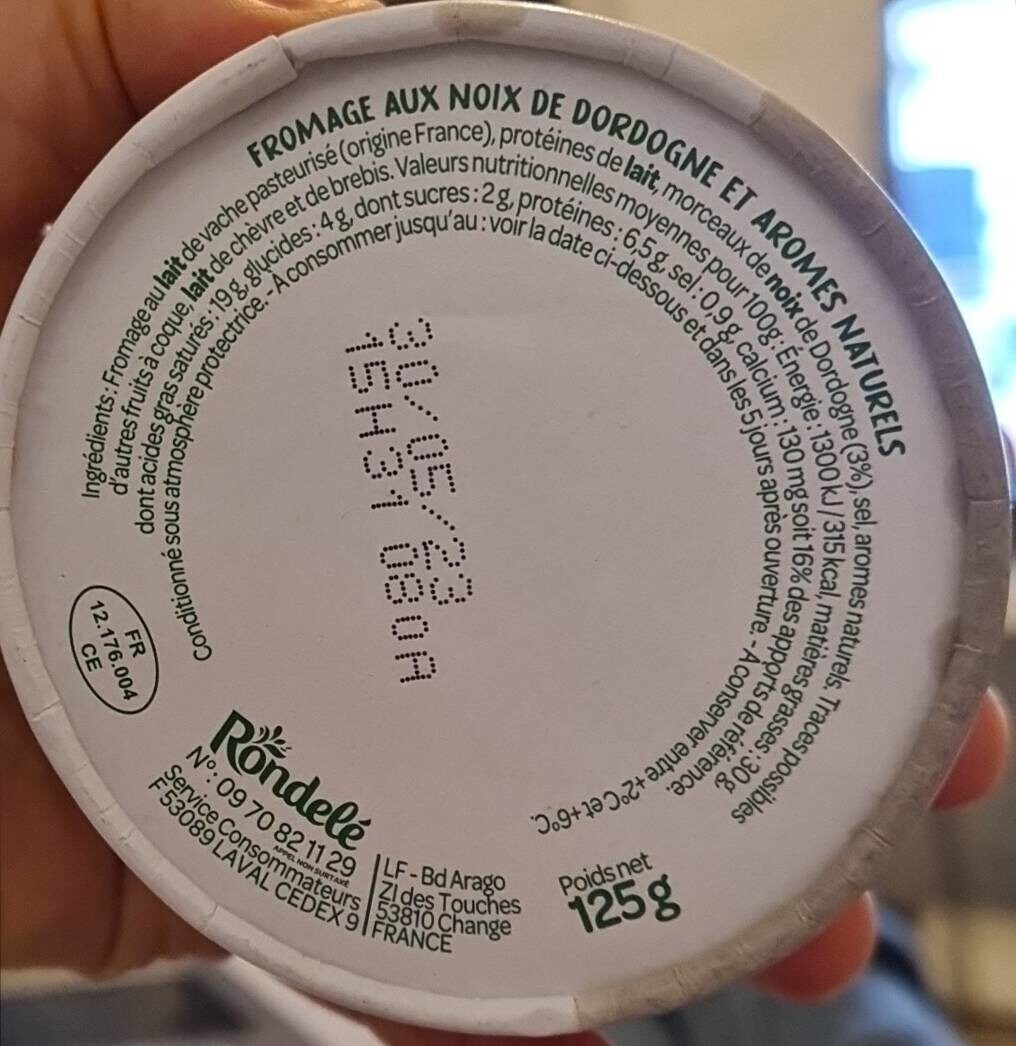 FROMAGE AUX NOIX DE DORDOGNE ET AROMES NATURELS
Ingrédients : Fromage au lait de vache pasteurisé (origine France), protéines de lait, morceaux de noix de Dordogne (3%), sel, aromes naturels. Traces possibles
d'autres fruits à coque, lait de chèvre et de brebis. Valeurs nutritionnelles moyennes pour 100g : Énergie : 1300 kJ / 315 kcal, matières grasses : 30 g
dont acides gras saturés : 19 g, glucides : 4 g, dont sucres : 2 g, protéines : 6,5 g, sel : 0,9 g, calcium : 130 mg soit 16% des apports de référence.
Conditionné sous atmosphère protectrice. - A consommer jusqu'au : voir la date ci-dessous et dans les 5 jours après ouverture. - A conserver entre +2°C et +6°C.
30/05/23
15H31 08 0A
FR
12.176.004
CE
Rondelé
N° : 09 70 82 11 29
APPEL NON SURTAXÉ
Service Consommateurs
F 53089 LAVAL CEDEX 9
LF - Bd Arago
ZI des Touches
53810 Change
FRANCE
Poids net
125 g